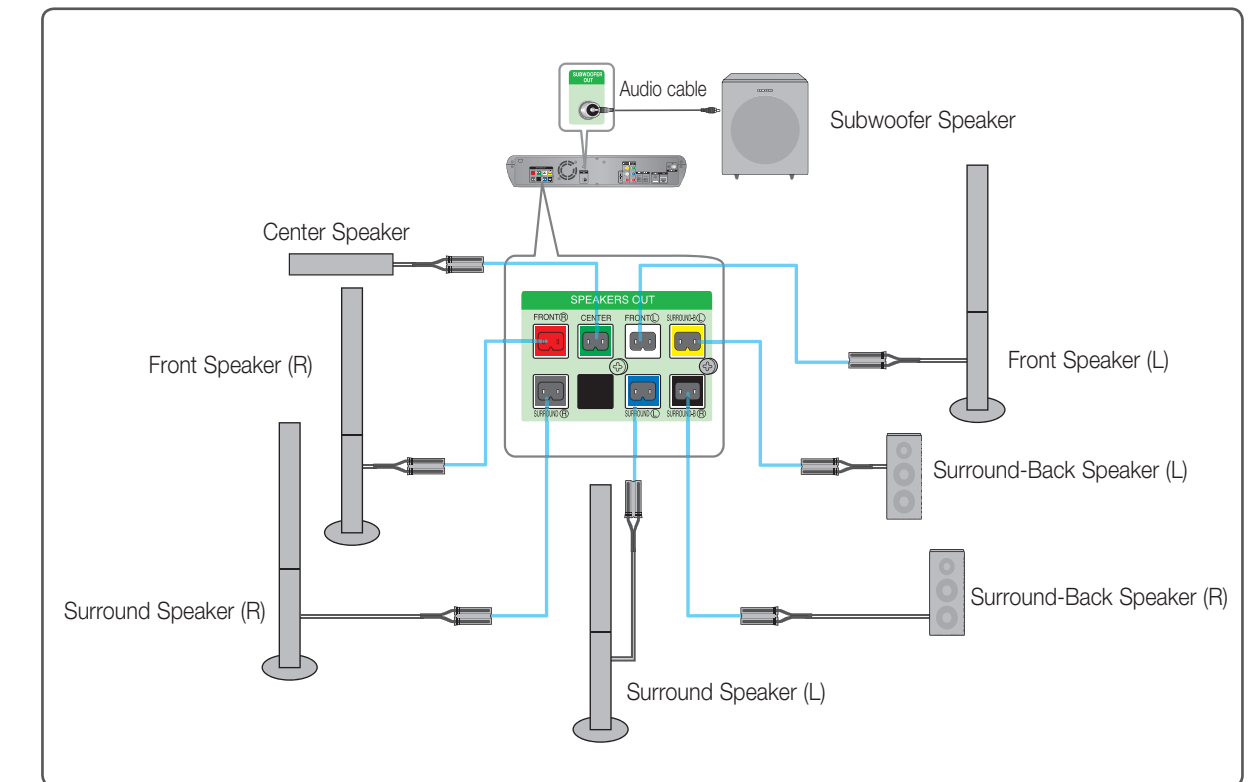 SUBWOOFER
OUT
Audio cable
Subwoofer Speaker
Center Speaker
SPEAKERS OUT
FRONT Ⓡ CENTER FRONT Ⓛ SURROUND-B Ⓛ
Front Speaker (R)
Front Speaker (L)
SURROUND Ⓡ SURROUND Ⓛ SURROUND-B Ⓡ
Surround-Back Speaker (L)
Surround-Back Speaker (R)
Surround Speaker (R)
Surround Speaker (L)